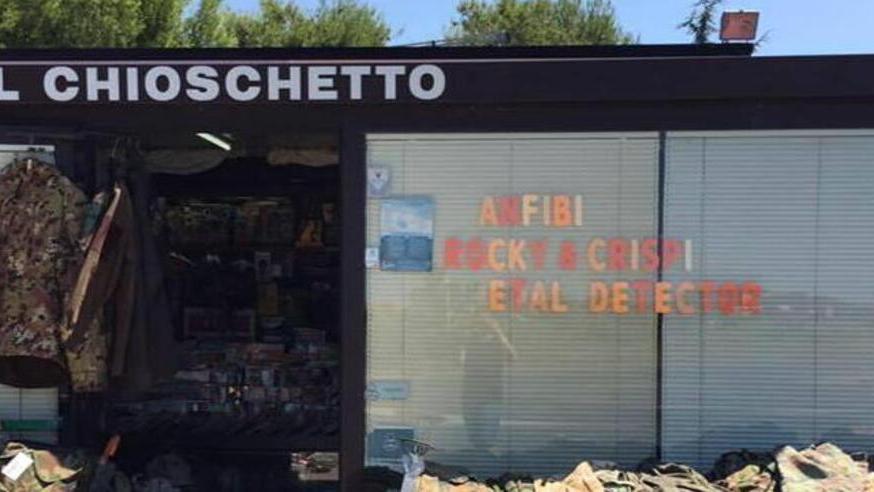 L CHIOSCHETTO
ANFIBI
ROCKY & CRISPI
ETAL DETECTOR